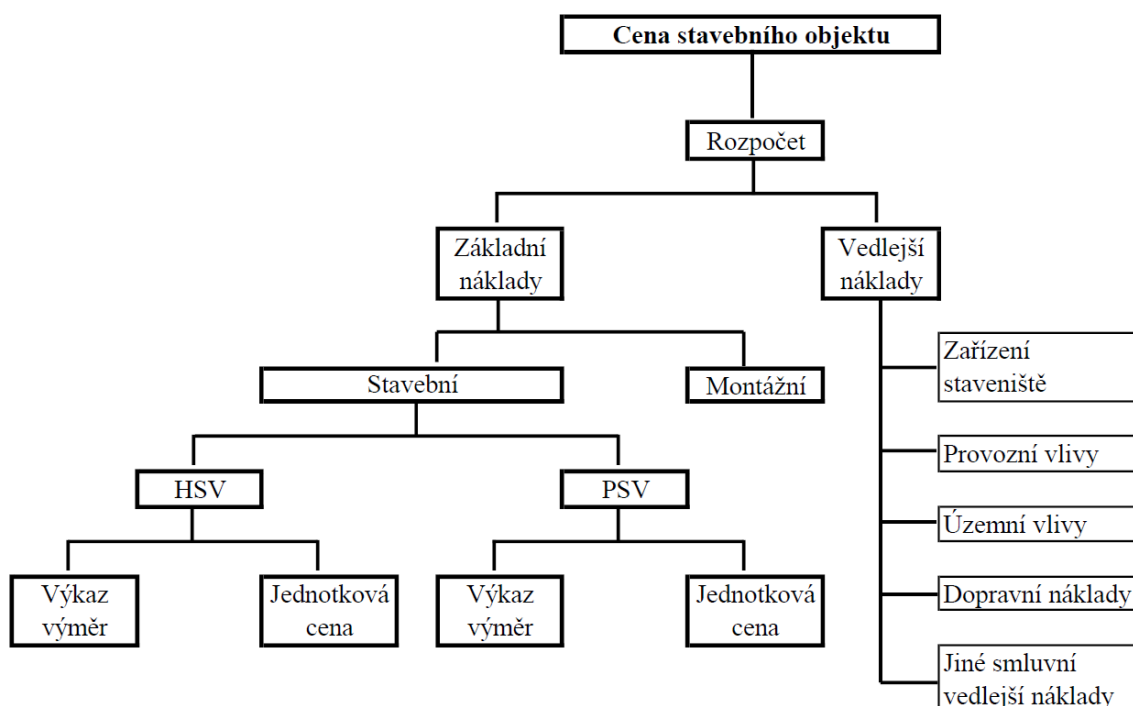 Cena stavebního objektu
Rozpočet
Základní
náklady
Vedlejší
náklady
Zařízení
staveniště
Stavební
Montážní
Provozní vlivy
HSV
PSV
Územní vlivy
Výkaz
výměr
Jednotková
cena
Výkaz
výměr
Jednotková
cena
Dopravní náklady
Jiné smluvní
vedlejší náklady